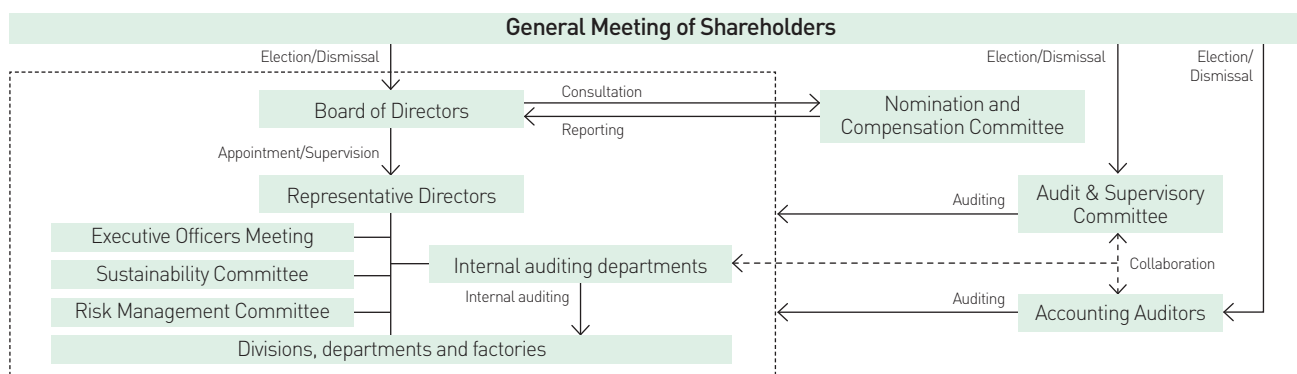 General Meeting of Shareholders
Election/Dismissal
Election/Dismissal
Election/
Dismissal
Board of Directors
Consultation
Reporting
Nomination and
Compensation Committee
Appointment/Supervision
Representative Directors
Auditing
Audit & Supervisory
Committee
Executive Officers Meeting
Sustainability Committee
Internal auditing departments
Collaboration
Internal auditing
Risk Management Committee
Auditing
Accounting Auditors
Divisions, departments and factories